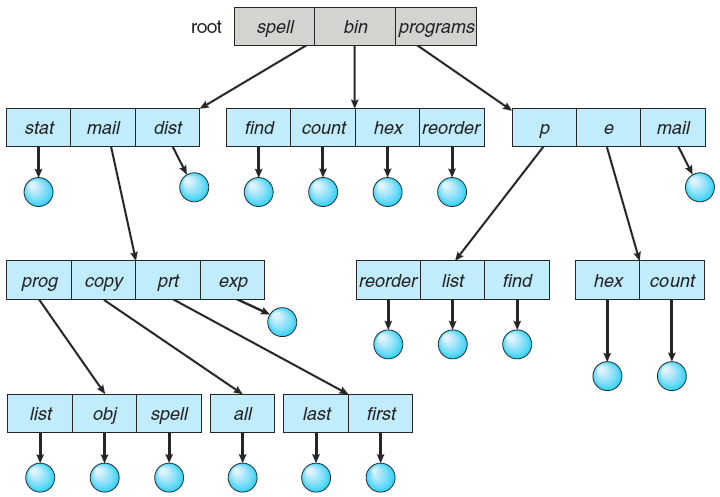 root spell bin programs
stat mail dist find count hex reorder p e mail
prog copy prt exp reorder list find hex count
list obj spell all last first